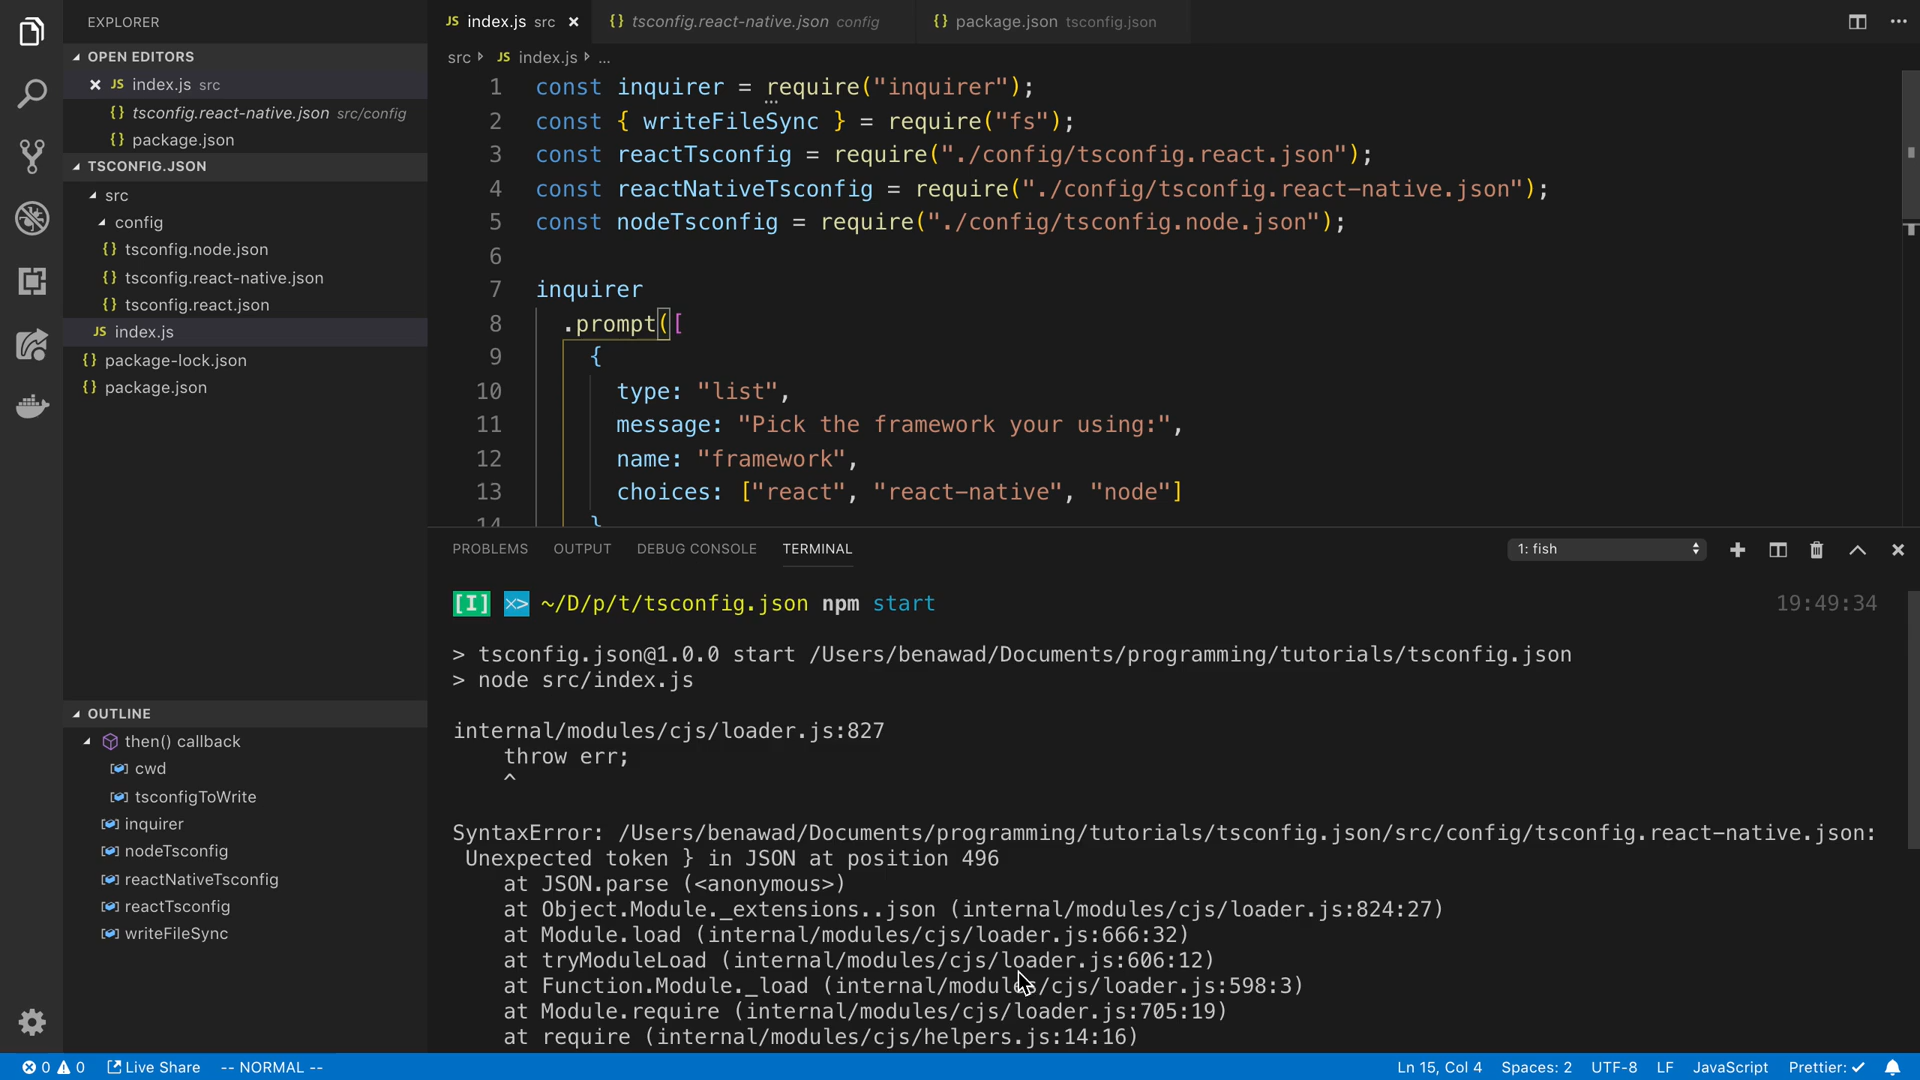 EXPLORER
OPEN EDITORS
JS index.js src
{} tsconfig.react-native.json src/config
{} package.json
TSCONFIG.JSON
src
config
{} tsconfig.node.json
{} tsconfig.react-native.json
{} tsconfig.react.json
JS index.js
{} package-lock.json
{} package.json
OUTLINE
then() callback
cwd
tsconfigToWrite
inquirer
nodeTsconfig
reactNativeTsconfig
reactTsconfig
writeFileSync
JS index.js src
{} tsconfig.react-native.json config
{} package.json tsconfig.json
src JS index.js ...
1 const inquirer = require("inquirer");
2 const { writeFileSync } = require("fs");
3 const reactTsconfig = require("./config/tsconfig.react.json");
4 const reactNativeTsconfig = require("./config/tsconfig.react-native.json");
5 const nodeTsconfig = require("./config/tsconfig.node.json");
6
7 inquirer
8 .prompt([
9 {
10 type: "list",
11 message: "Pick the framework your using:",
12 name: "framework",
13 choices: ["react", "react-native", "node"]
14 }
PROBLEMS OUTPUT DEBUG CONSOLE TERMINAL 1: fish
[I] ~/D/p/t/tsconfig.json npm start 19:49:34
> tsconfig.json@1.0.0 start /Users/benawad/Documents/programming/tutorials/tsconfig.json
> node src/index.js
internal/modules/cjs/loader.js:827
throw err;
^
SyntaxError: /Users/benawad/Documents/programming/tutorials/tsconfig.json/src/config/tsconfig.react-native.json:
Unexpected token } in JSON at position 496
at JSON.parse (<anonymous>)
at Object.Module._extensions..json (internal/modules/cjs/loader.js:824:27)
at Module.load (internal/modules/cjs/loader.js:666:32)
at tryModuleLoad (internal/modules/cjs/loader.js:606:12)
at Function.Module._load (internal/modules/cjs/loader.js:598:3)
at Module.require (internal/modules/cjs/loader.js:705:19)
at require (internal/modules/cjs/helpers.js:14:16)
0 0 Live Share -- NORMAL -- Ln 15, Col 4 Spaces: 2 UTF-8 LF JavaScript Prettier: ✓